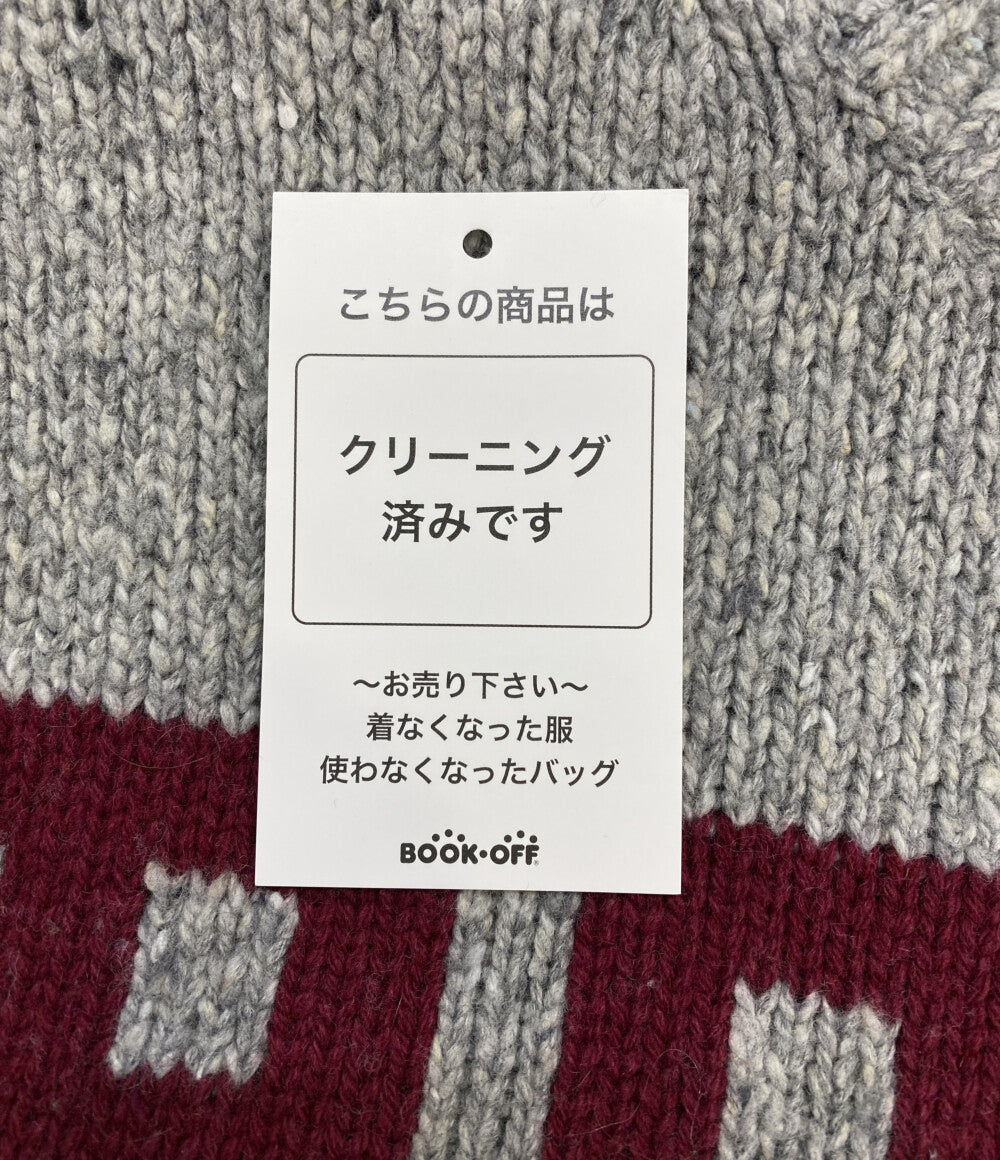 こちらの商品は
クリーニング
済みです
～お売り下さい～
着なくなった服
使わなくなったバッグ
BOOK・OFF